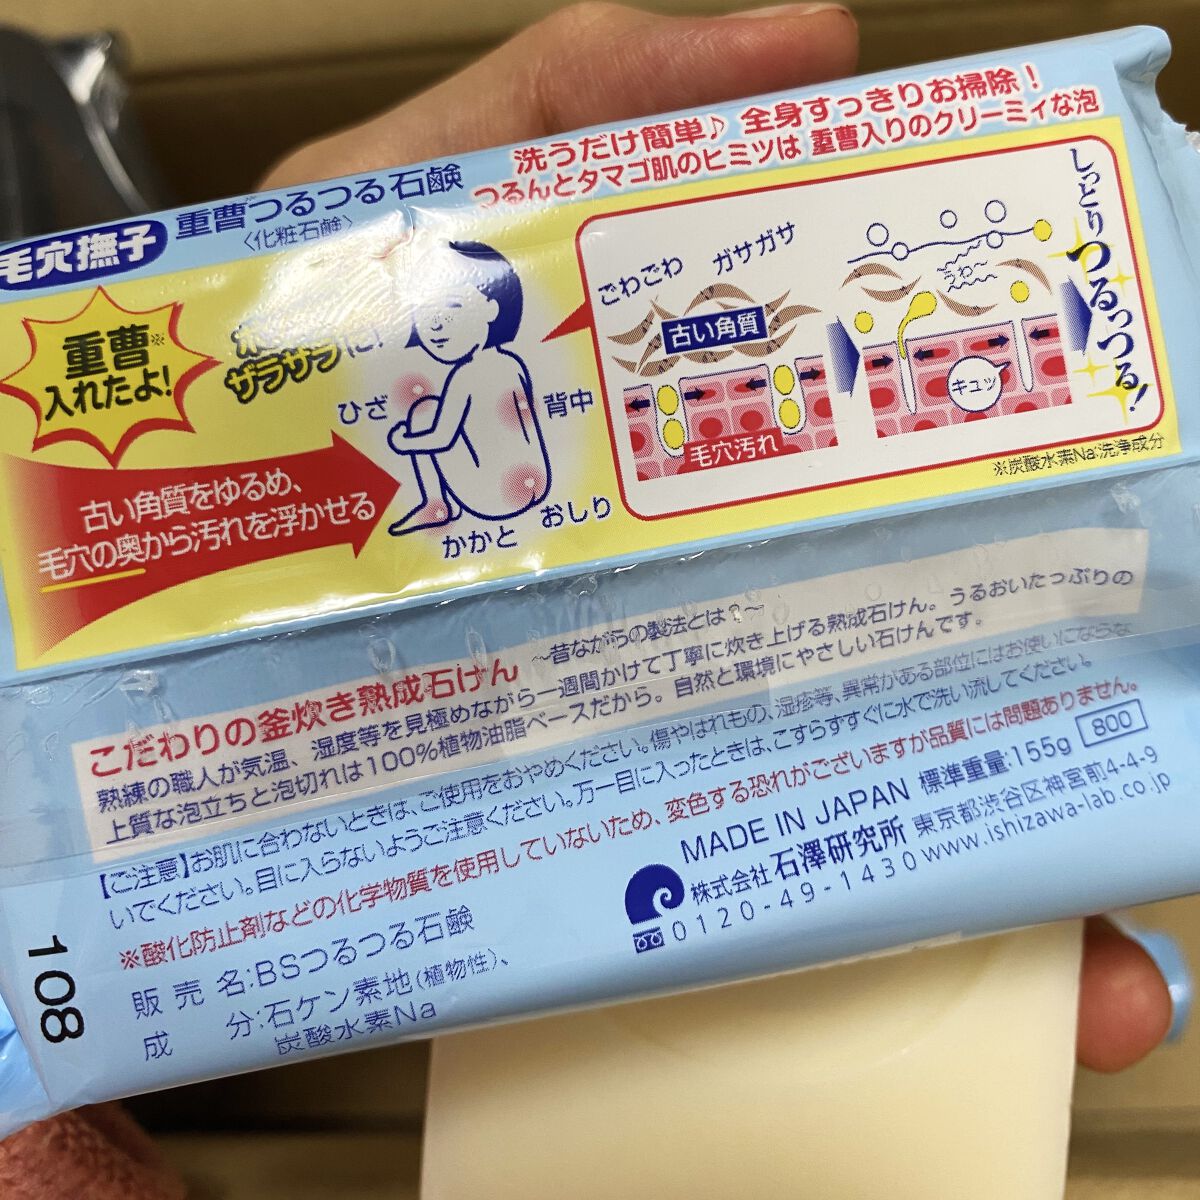 洗うだけ簡単♪ 全身すっきりお掃除！
つるんとタマゴ肌のヒミツは 重曹入りのクリーミィな泡
毛穴撫子 重曹つるつる石鹸
〈化粧石鹸〉
重曹※
入れたよ！
ザラザラに！
ひざ
背中
おしり
かかと
古い角質をゆるめ、
毛穴の奥から汚れを浮かせる
ごわごわ
ガサガサ
古い角質
毛穴汚れ
うわ〜
キュッ
しっとり
つるっつる！
※炭酸水素Na:洗浄成分
こだわりの釜炊き熟成石けん 〜昔ながらの製法とは？〜
熟練の職人が気温、湿度等を見極めながら一週間かけて丁寧に炊き上げる熟成石けん。うるおいたっぷりの
上質な泡立ちと泡切れは100%植物油脂ベースだから。自然と環境にやさしい石けんです。
【ご注意】お肌に合わないときは、ご使用をおやめください。傷やはれもの、湿疹等、異常がある部位にはお使いにならな
いでください。目に入らないようご注意ください。万一目に入ったときは、こすらずすぐに水で洗い流してください。
※酸化防止剤などの化学物質を使用していないため、変色する恐れがございますが品質には問題ありません。
販売名:BSつるつる石鹸
成分:石ケン素地(植物性)、
炭酸水素Na
MADE IN JAPAN 標準重量:155g 800
株式会社石澤研究所 東京都渋谷区神宮前4-4-9
0120-49-1430 www.ishizawa-lab.co.jp
108